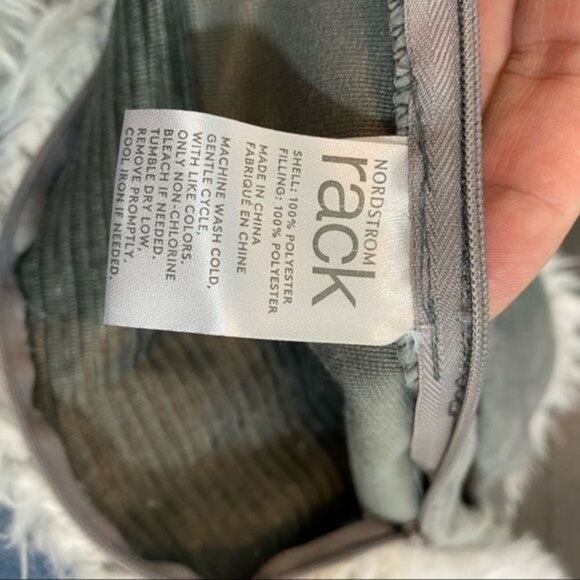 NORDSTROM
rack
SHELL: 100% POLYESTER
FILLING: 100% POLYESTER
MADE IN CHINA
FABRIQUÉ EN CHINE
MACHINE WASH COLD,
GENTLE CYCLE,
WITH LIKE COLORS.
ONLY NON-CHLORINE
BLEACH IF NEEDED.
TUMBLE DRY LOW,
REMOVE PROMPTLY.
COOL IRON IF NEEDED.